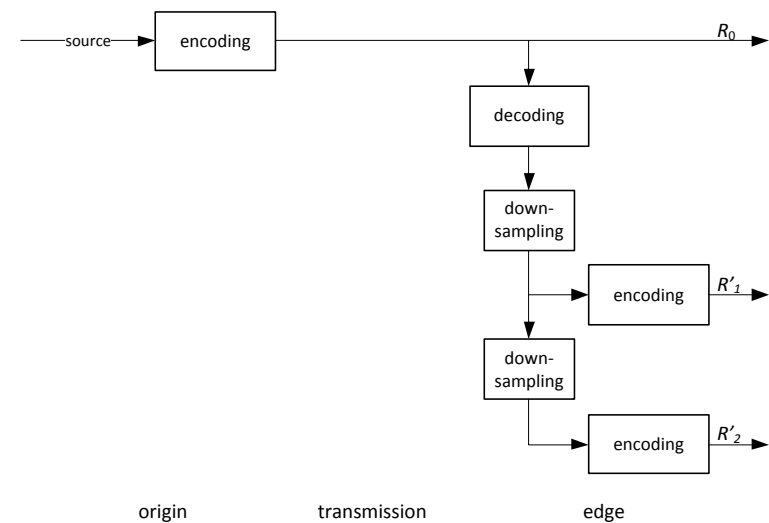 source
encoding
R₀
decoding
down-
sampling
encoding
R'₁
down-
sampling
encoding
R'₂
origin
transmission
edge